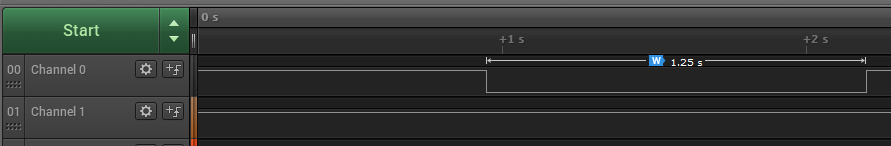 Start
0 s
+1 s
+2 s
00
Channel 0
W
1.25 s
01
Channel 1